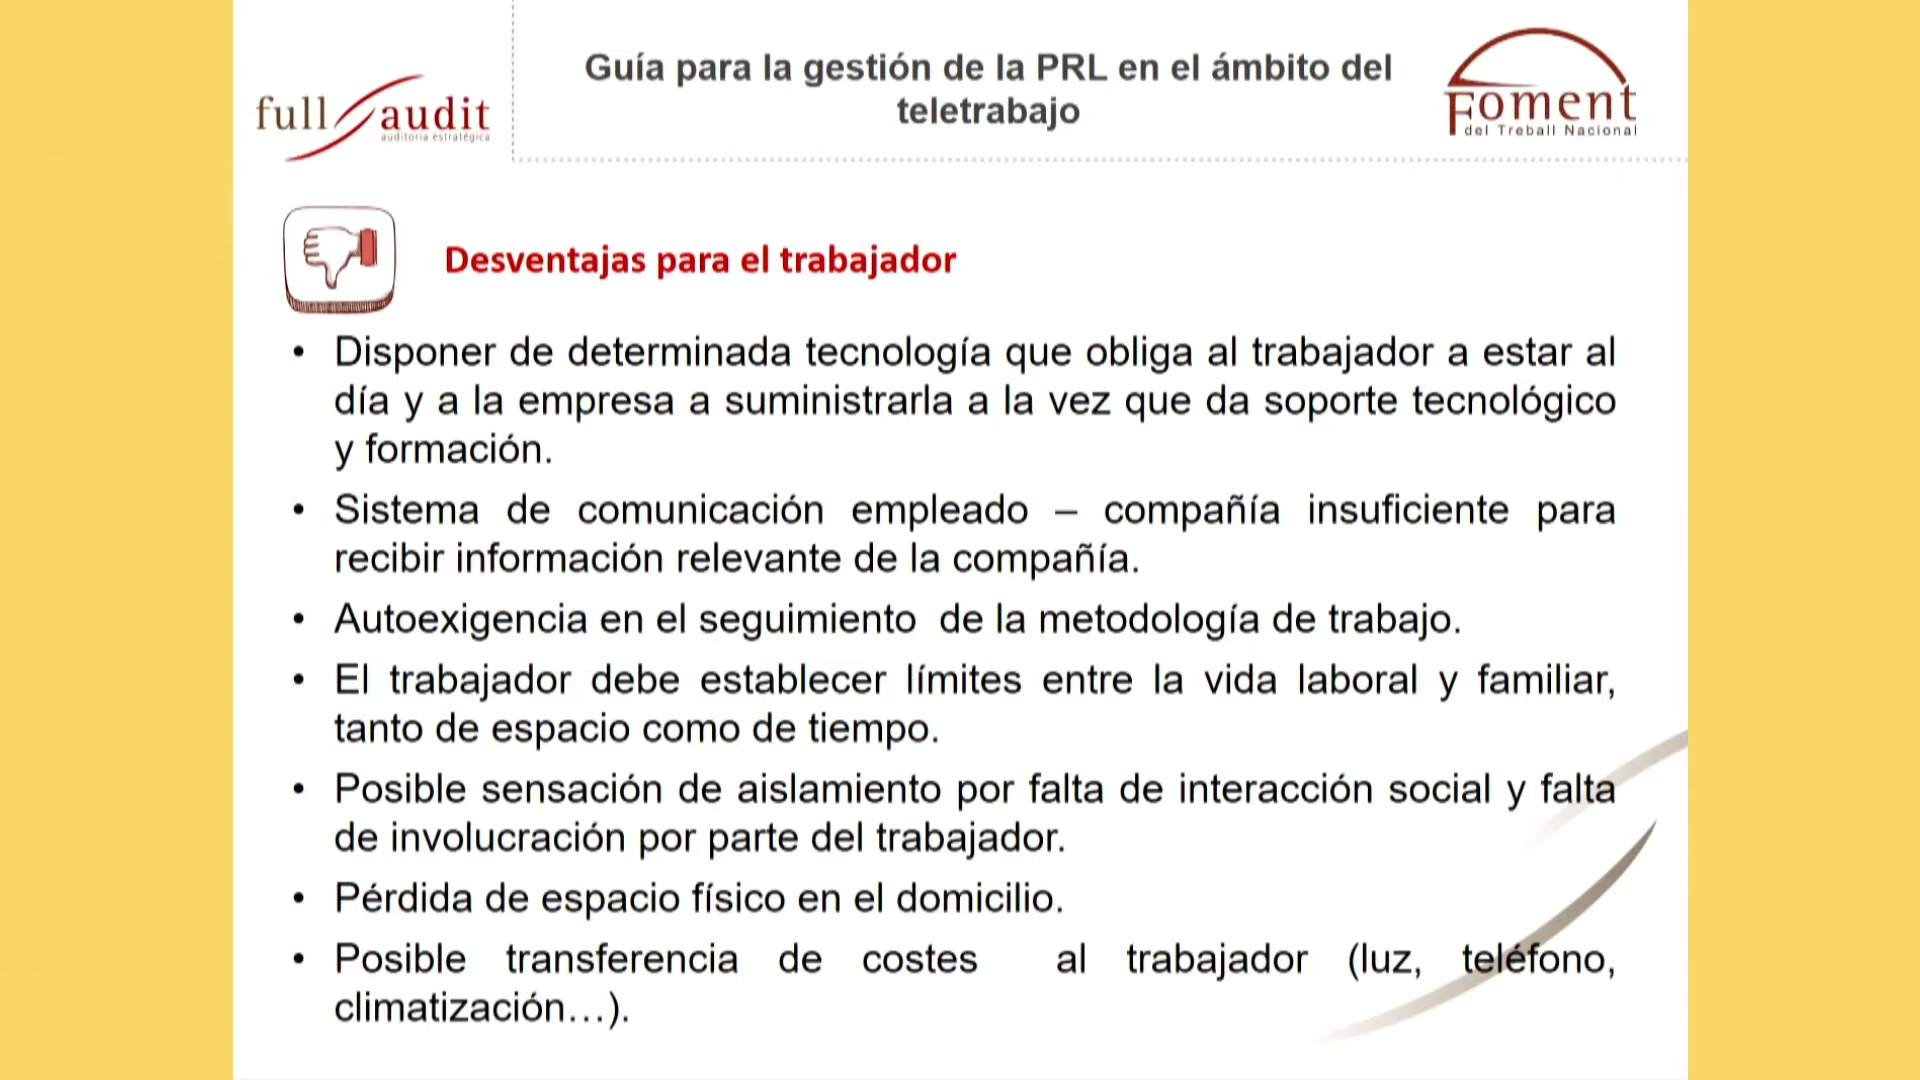 full audit
auditoria estratégica
Guía para la gestión de la PRL en el ámbito del
teletrabajo
Foment
del Treball Nacional
Desventajas para el trabajador
• Disponer de determinada tecnología que obliga al trabajador a estar al
día y a la empresa a suministrarla a la vez que da soporte tecnológico
y formación.
• Sistema de comunicación empleado – compañía insuficiente para
recibir información relevante de la compañía.
• Autoexigencia en el seguimiento de la metodología de trabajo.
• El trabajador debe establecer límites entre la vida laboral y familiar,
tanto de espacio como de tiempo.
• Posible sensación de aislamiento por falta de interacción social y falta
de involucración por parte del trabajador.
• Pérdida de espacio físico en el domicilio.
• Posible transferencia de costes al trabajador (luz, teléfono,
climatización…).